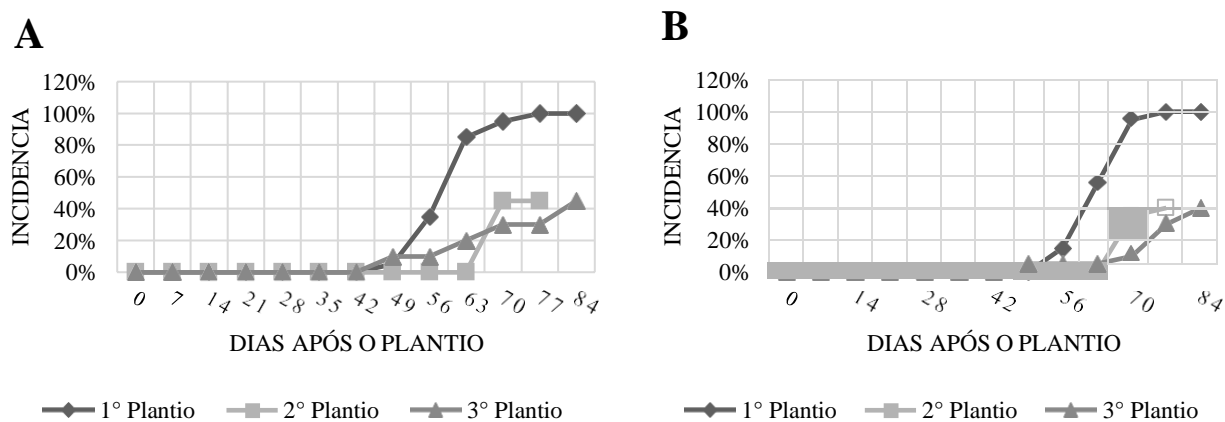 A
120%
100%
80%
60%
40%
20%
0%
INCIDENCIA
0 7 14 21 28 35 42 49 56 63 70 77 84
DIAS APÓS O PLANTIO
1° Plantio 2° Plantio 3° Plantio
B
120%
100%
80%
60%
40%
20%
0%
INCIDENCIA
0 14 28 42 56 70 84
DIAS APÓS O PLANTIO
1° Plantio 2° Plantio 3° Plantio